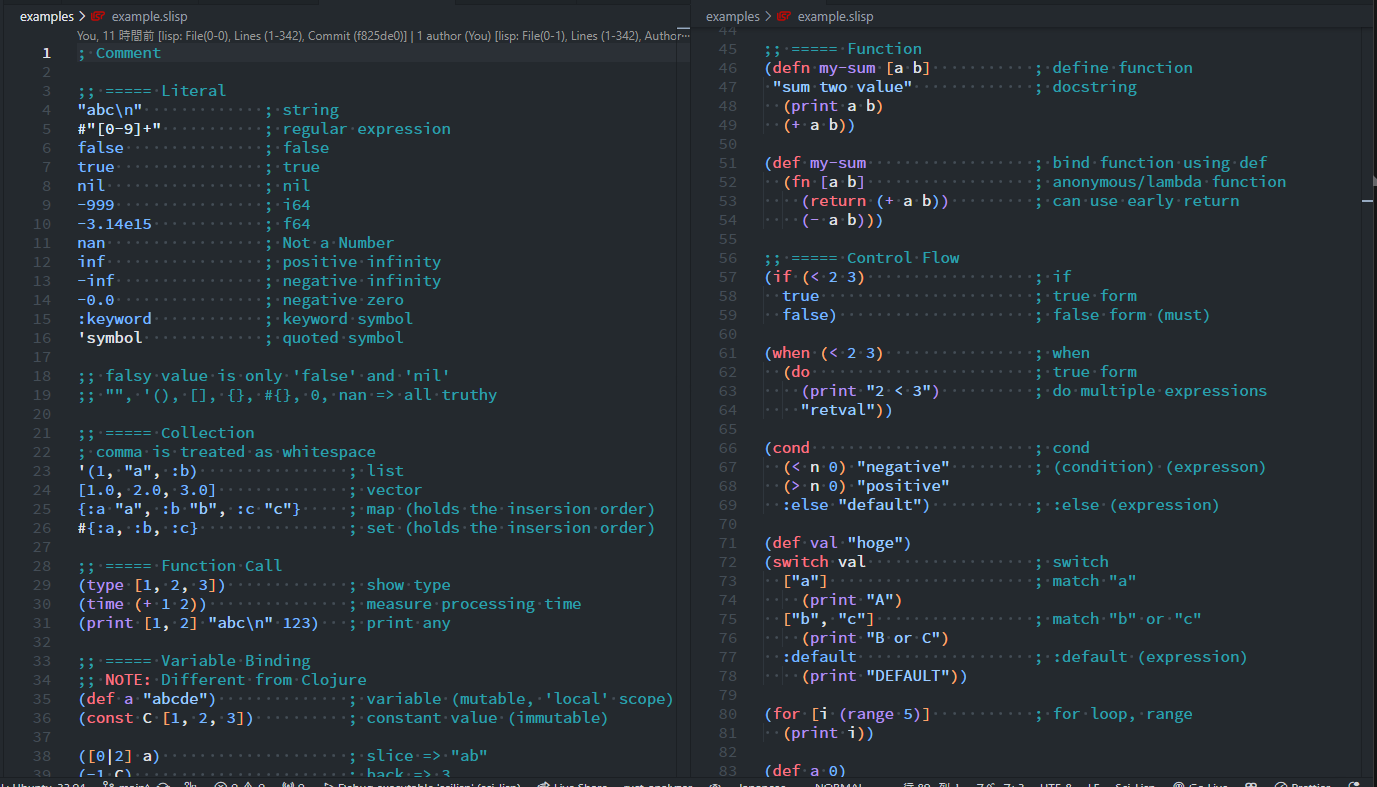 examples > example.slisp
You, 11 時間前 [lisp: File(0-0), Lines (1-342), Commit (f825de0)] | 1 author (You) [lisp: File(0-1), Lines (1-342), Author…
1 ; Comment
2
3 ;; ===== Literal
4 "abc\n" ; string
5 #"[0-9]+" ; regular expression
6 false ; false
7 true ; true
8 nil ; nil
9 -999 ; i64
10 -3.14e15 ; f64
11 nan ; Not a Number
12 inf ; positive infinity
13 -inf ; negative infinity
14 -0.0 ; negative zero
15 :keyword ; keyword symbol
16 'symbol ; quoted symbol
17
18 ;; falsy value is only 'false' and 'nil'
19 ;; "", '(), [], {}, #{}, 0, nan => all truthy
20
21 ;; ===== Collection
22 ; comma is treated as whitespace
23 '(1, "a", :b) ; list
24 [1.0, 2.0, 3.0] ; vector
25 {:a "a", :b "b", :c "c"} ; map (holds the insersion order)
26 #{:a, :b, :c} ; set (holds the insersion order)
27
28 ;; ===== Function Call
29 (type [1, 2, 3]) ; show type
30 (time (+ 1 2)) ; measure processing time
31 (print [1, 2] "abc\n" 123) ; print any
32
33 ;; ===== Variable Binding
34 ;; NOTE: Different from Clojure
35 (def a "abcde") ; variable (mutable, 'local' scope)
36 (const C [1, 2, 3]) ; constant value (immutable)
37
38 ([0|2] a) ; slice => "ab"
39 (-1 C) ; back => 3
examples > example.slisp
44
45 ;; ===== Function
46 (defn my-sum [a b] ; define function
47 "sum two value" ; docstring
48 (print a b)
49 (+ a b))
50
51 (def my-sum ; bind function using def
52 (fn [a b] ; anonymous/lambda function
53 (return (+ a b)) ; can use early return
54 (- a b)))
55
56 ;; ===== Control Flow
57 (if (< 2 3) ; if
58 true ; true form
59 false) ; false form (must)
60
61 (when (< 2 3) ; when
62 (do ; true form
63 (print "2 < 3") ; do multiple expressions
64 "retval"))
65
66 (cond ; cond
67 (< n 0) "negative" ; (condition) (expresson)
68 (> n 0) "positive"
69 :else "default") ; :else (expression)
70
71 (def val "hoge")
72 (switch val ; switch
73 ["a"] ; match "a"
74 (print "A")
75 ["b", "c"] ; match "b" or "c"
76 (print "B or C")
77 :default ; :default (expression)
78 (print "DEFAULT"))
79
80 (for [i (range 5)] ; for loop, range
81 (print i))
82
83 (def a 0)